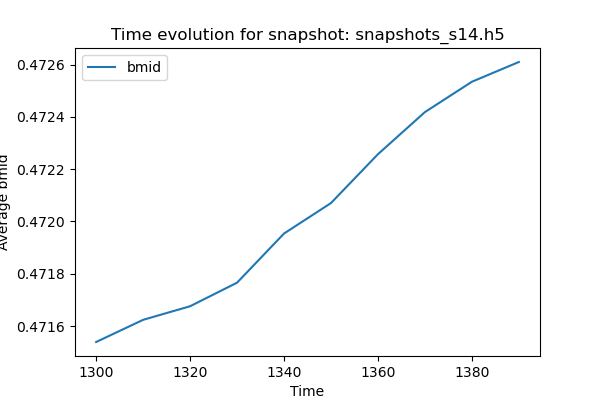 Time evolution for snapshot: snapshots_s14.h5
bmid
0.4726
0.4724
0.4722
0.4720
0.4718
0.4716
Average bmid
1300 1320 1340 1360 1380
Time